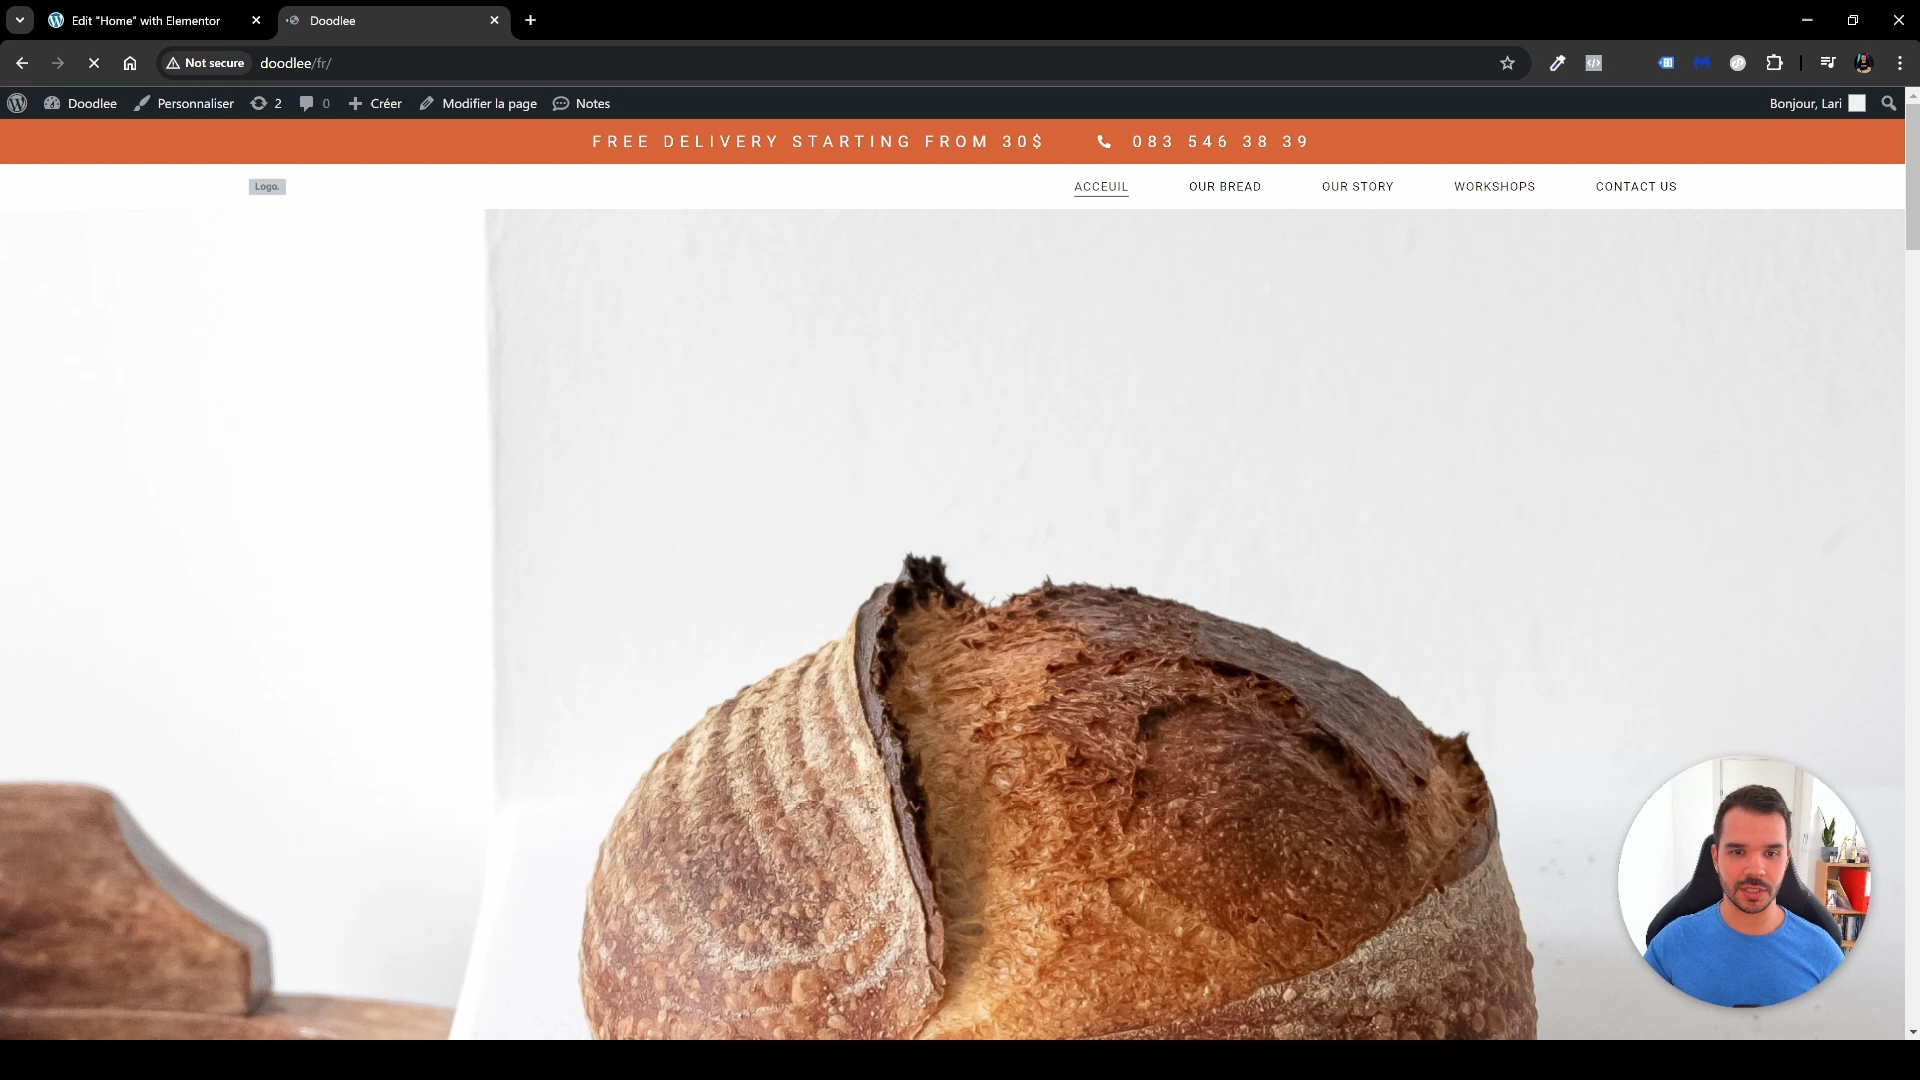 Edit "Home" with Elementor
Doodlee
Not secure
doodlee/fr/
Doodlee
Personnaliser
2
0
Créer
Modifier la page
Notes
Bonjour, Lari
FREE DELIVERY STARTING FROM 30$
083 546 38 39
Logo.
ACCEUIL
OUR BREAD
OUR STORY
WORKSHOPS
CONTACT US